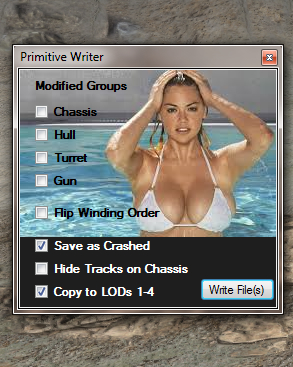 Primitive Writer
Modified Groups
Chassis
Hull
Turret
Gun
Flip Winding Order
Save as Crashed
Hide Tracks on Chassis
Copy to LODs 1-4
Write File(s)